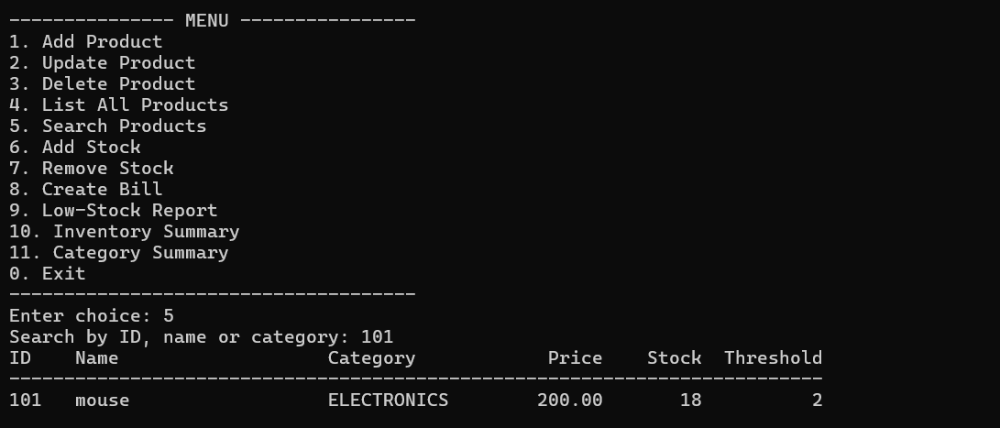 --------------- MENU ----------------
1. Add Product
2. Update Product
3. Delete Product
4. List All Products
5. Search Products
6. Add Stock
7. Remove Stock
8. Create Bill
9. Low-Stock Report
10. Inventory Summary
11. Category Summary
0. Exit
-------------------------------------
Enter choice: 5
Search by ID, name or category: 101
ID    Name                   Category            Price    Stock  Threshold
--------------------------------------------------------------------------
101   mouse                  ELECTRONICS        200.00       18          2